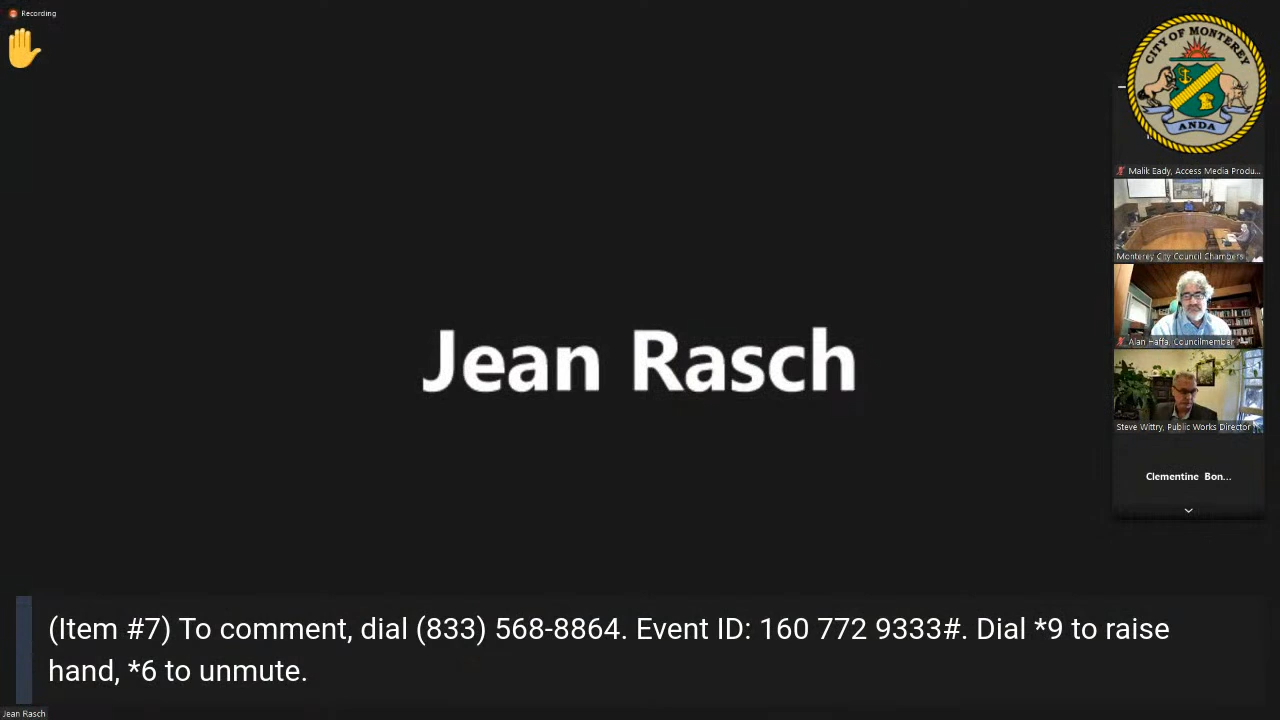 Recording
CITY OF MONTEREY
ANDA
Malik Eady, Access Media Produ...
Monterey City Council Chambers
Alan Haffa, Councilmember
Steve Wittry, Public Works Director
Clementine Bon...
Jean Rasch
(Item #7) To comment, dial (833) 568-8864. Event ID: 160 772 9333#. Dial *9 to raise
hand, *6 to unmute.
Jean Rasch